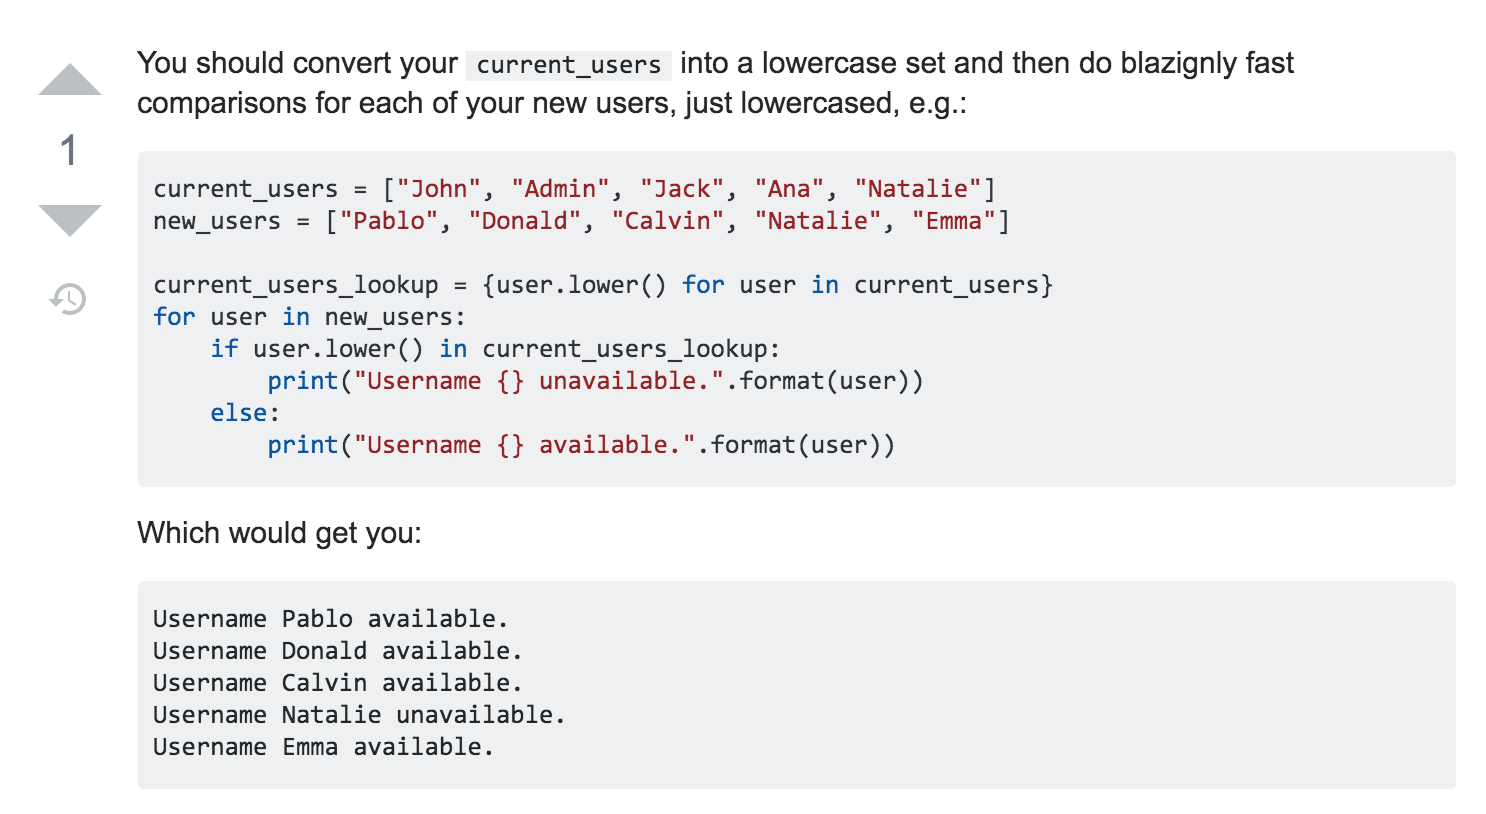 You should convert your current_users into a lowercase set and then do blazignly fast
comparisons for each of your new users, just lowercased, e.g.:
1
current_users = ["John", "Admin", "Jack", "Ana", "Natalie"]
new_users = ["Pablo", "Donald", "Calvin", "Natalie", "Emma"]

current_users_lookup = {user.lower() for user in current_users}
for user in new_users:
    if user.lower() in current_users_lookup:
        print("Username {} unavailable.".format(user))
    else:
        print("Username {} available.".format(user))
Which would get you:
Username Pablo available.
Username Donald available.
Username Calvin available.
Username Natalie unavailable.
Username Emma available.